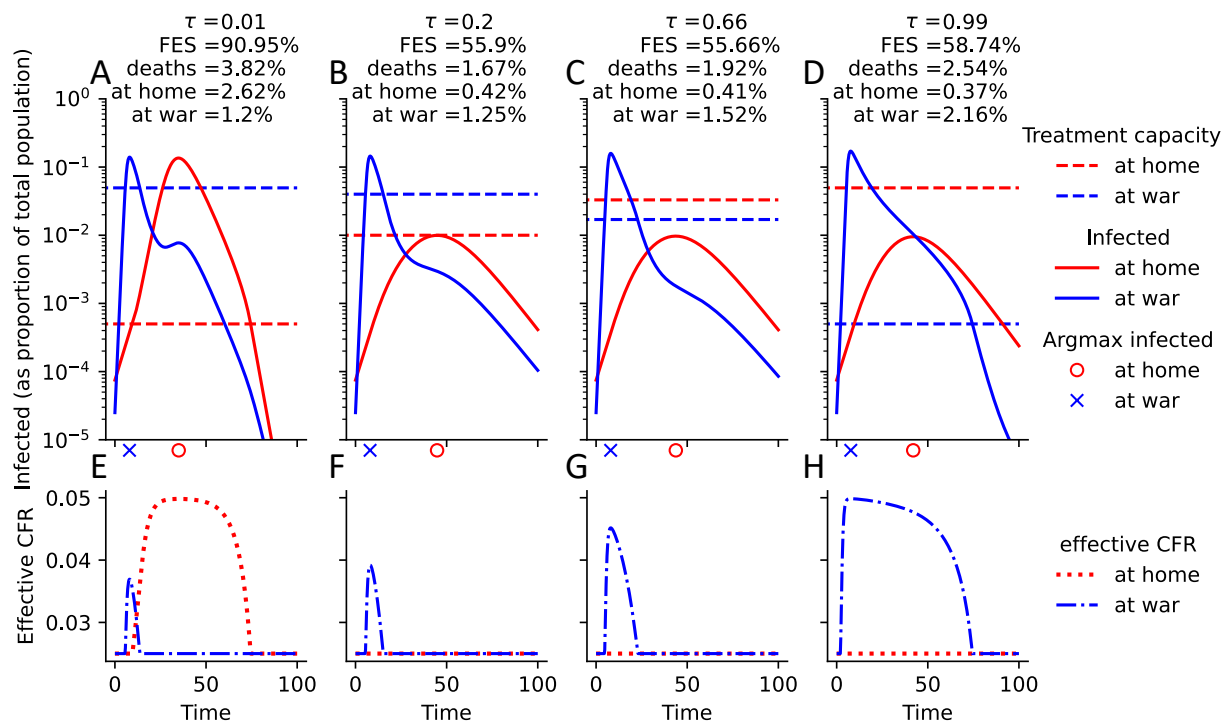 τ =0.01
FES =90.95%
deaths =3.82%
at home =2.62%
at war =1.2%
τ =0.2
FES =55.9%
deaths =1.67%
at home =0.42%
at war =1.25%
τ =0.66
FES =55.66%
deaths =1.92%
at home =0.41%
at war =1.52%
τ =0.99
FES =58.74%
deaths =2.54%
at home =0.37%
at war =2.16%
A
B
C
D
Infected (as proportion of total population)
10⁰
10⁻¹
10⁻²
10⁻³
10⁻⁴
10⁻⁵
Treatment capacity
at home
at war
Infected
at home
at war
Argmax infected
at home
at war
E
F
G
H
Effective CFR
0.05
0.04
0.03
0
50
100
Time
0
50
100
Time
0
50
100
Time
0
50
100
Time
effective CFR
at home
at war